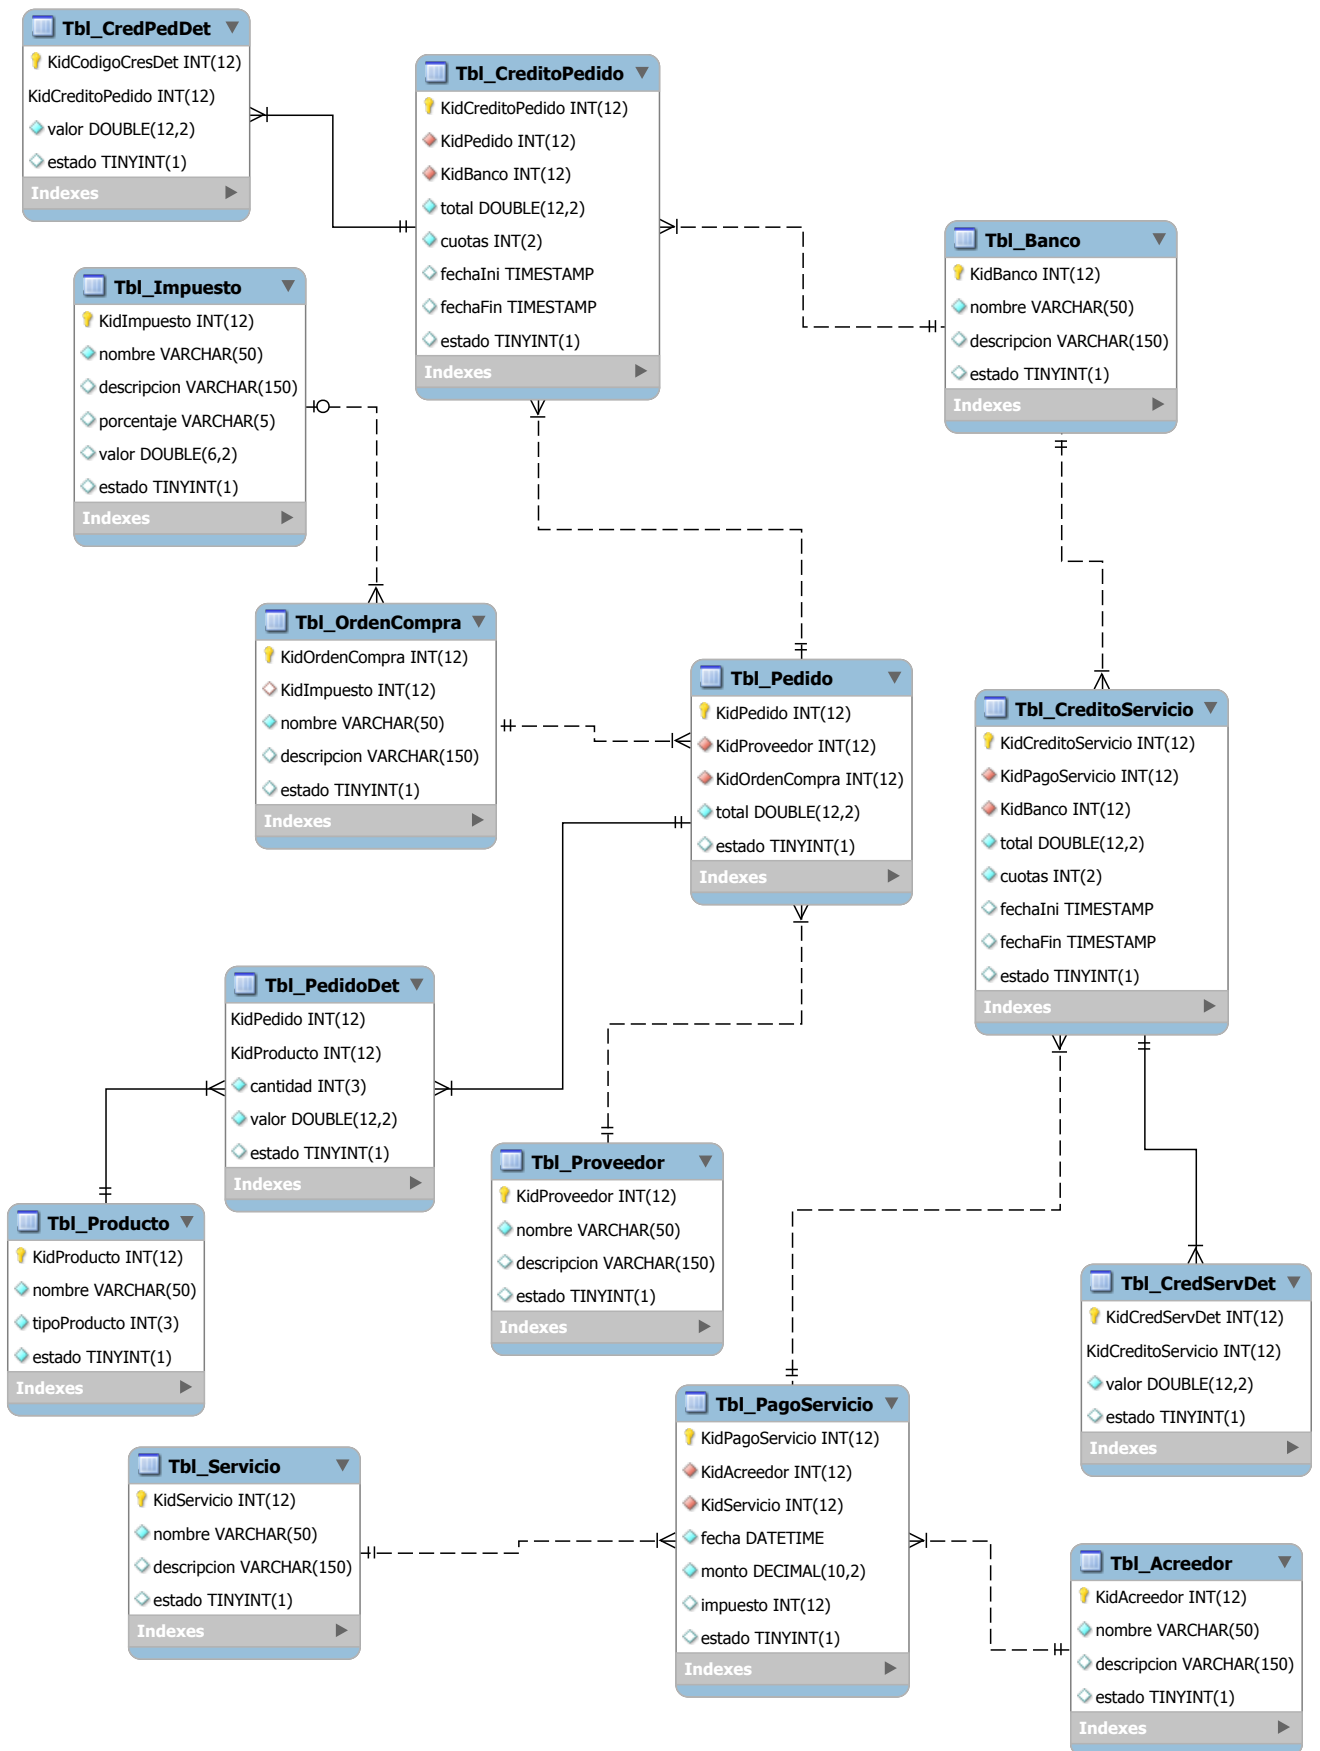 Tbl_CredPedDet
KidCodigoCresDet INT(12)
KidCreditoPedido INT(12)
valor DOUBLE(12,2)
estado TINYINT(1)
Indexes
Tbl_CreditoPedido
KidCreditoPedido INT(12)
KidPedido INT(12)
KidBanco INT(12)
total DOUBLE(12,2)
cuotas INT(2)
fechaIni TIMESTAMP
fechaFin TIMESTAMP
estado TINYINT(1)
Indexes
Tbl_Banco
KidBanco INT(12)
nombre VARCHAR(50)
descripcion VARCHAR(150)
estado TINYINT(1)
Indexes
Tbl_Impuesto
KidImpuesto INT(12)
nombre VARCHAR(50)
descripcion VARCHAR(150)
porcentaje VARCHAR(5)
valor DOUBLE(6,2)
estado TINYINT(1)
Indexes
Tbl_OrdenCompra
KidOrdenCompra INT(12)
KidImpuesto INT(12)
nombre VARCHAR(50)
descripcion VARCHAR(150)
estado TINYINT(1)
Indexes
Tbl_Pedido
KidPedido INT(12)
KidProveedor INT(12)
KidOrdenCompra INT(12)
total DOUBLE(12,2)
estado TINYINT(1)
Indexes
Tbl_CreditoServicio
KidCreditoServicio INT(12)
KidPagoServicio INT(12)
KidBanco INT(12)
total DOUBLE(12,2)
cuotas INT(2)
fechaIni TIMESTAMP
fechaFin TIMESTAMP
estado TINYINT(1)
Indexes
Tbl_PedidoDet
KidPedido INT(12)
KidProducto INT(12)
cantidad INT(3)
valor DOUBLE(12,2)
estado TINYINT(1)
Indexes
Tbl_Proveedor
KidProveedor INT(12)
nombre VARCHAR(50)
descripcion VARCHAR(150)
estado TINYINT(1)
Indexes
Tbl_Producto
KidProducto INT(12)
nombre VARCHAR(50)
tipoProducto INT(3)
estado TINYINT(1)
Indexes
Tbl_CredServDet
KidCredServDet INT(12)
KidCreditoServicio INT(12)
valor DOUBLE(12,2)
estado TINYINT(1)
Indexes
Tbl_PagoServicio
KidPagoServicio INT(12)
KidAcreedor INT(12)
KidServicio INT(12)
fecha DATETIME
monto DECIMAL(10,2)
impuesto INT(12)
estado TINYINT(1)
Indexes
Tbl_Servicio
KidServicio INT(12)
nombre VARCHAR(50)
descripcion VARCHAR(150)
estado TINYINT(1)
Indexes
Tbl_Acreedor
KidAcreedor INT(12)
nombre VARCHAR(50)
descripcion VARCHAR(150)
estado TINYINT(1)
Indexes